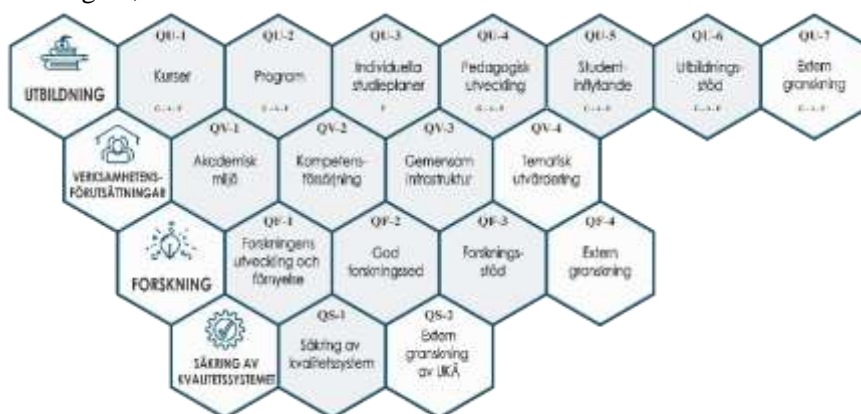 UTBILDNING
QU-1
Kurser
QU-2
Program
QU-3
Individuella
studieplaner
QU-4
Pedagogisk
utveckling
QU-5
Student-
inflytande
QU-6
Utbildnings-
stöd
QU-7
Extern
granskning
VERKSAMHETENS-
FÖRUTSÄTTNINGAR
QV-1
Akademisk
miljö
QV-2
Kompetens-
försörjning
QV-3
Gemensam
infrastruktur
QV-4
Tematisk
utvärdering
FORSKNING
QF-1
Forskningens
utveckling och
förnyelse
QF-2
God
forskningssed
QF-3
Forsknings-
stöd
QF-4
Extern
granskning
SÄKRING AV
KVALITETSSYSTEMET
QS-1
Säkring av
kvalitetssystem
QS-2
Extern
granskning
av UKÄ